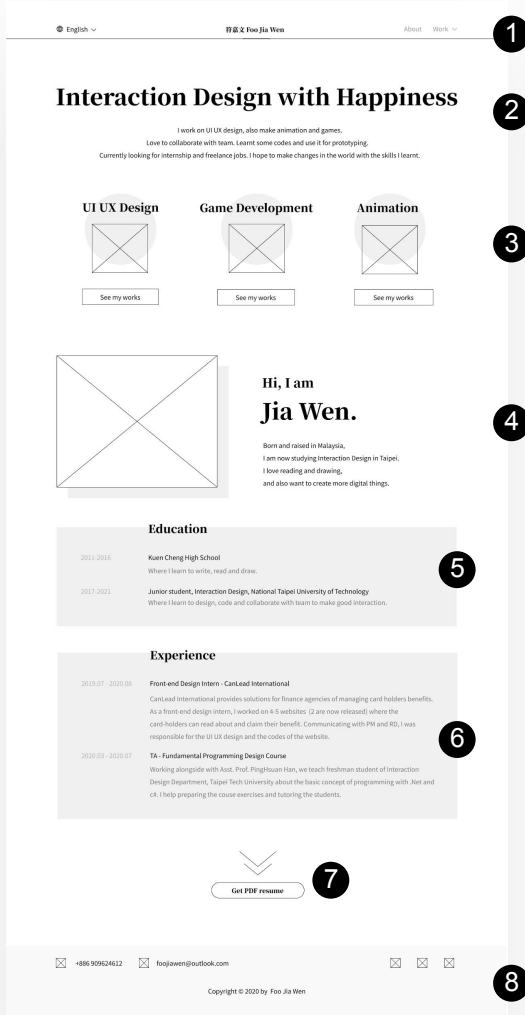 English
符嘉文 Foo Jia Wen
About Work
1
Interaction Design with Happiness
2
I work on UI UX design, also make animation and games.
Love to collaborate with team. Learnt some codes and use it for prototyping.
Currently looking for internship and freelance jobs. I hope to make changes in the world with the skills I learnt.
UI UX Design
Game Development
Animation
3
See my works
See my works
See my works
Hi, I am
Jia Wen.
4
Born and raised in Malaysia,
I am now studying Interaction Design in Taipei.
I love reading and drawing,
and also want to create more digital things.
Education
2011-2016
Kuen Cheng High School
Where I learn to write, read and draw.
5
2017-2021
Junior student, Interaction Design, National Taipei University of Technology
Where I learn to design, code and collaborate with team to make good interaction.
Experience
2019.07 - 2020.08
Front-end Design Intern - CanLead International
CanLead International provides solutions for finance agencies of managing card holders benefits.
As a front-end design intern, I worked on 4-5 websites (2 are now released) where the
card-holders can read about and claim their benefit. Communicating with PM and RD, I was
responsible for the UI UX design and the codes of the website.
6
2020.03 - 2020.07
TA - Fundamental Programming Design Course
Working alongside with Asst. Prof. PingHsuan Han, we teach freshman student of Interaction
Design Department, Taipei Tech University about the basic concept of programming with .Net and
c#. I help preparing the couse exercises and tutoring the students.
7
Get PDF resume
+886 909624612
foojiawen@outlook.com
8
Copyright © 2020 by Foo Jia Wen